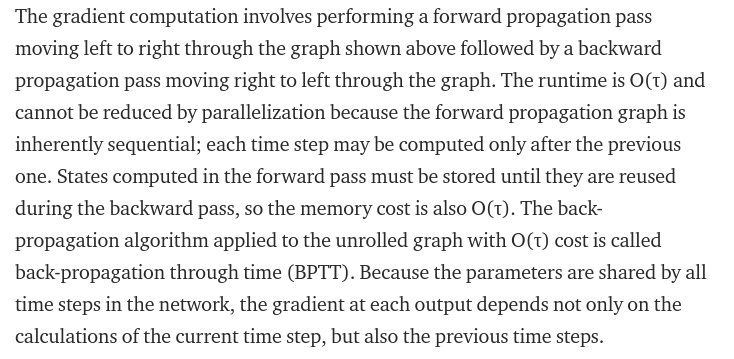 The gradient computation involves performing a forward propagation pass
moving left to right through the graph shown above followed by a backward
propagation pass moving right to left through the graph. The runtime is O(τ) and
cannot be reduced by parallelization because the forward propagation graph is
inherently sequential; each time step may be computed only after the previous
one. States computed in the forward pass must be stored until they are reused
during the backward pass, so the memory cost is also O(τ). The back-
propagation algorithm applied to the unrolled graph with O(τ) cost is called
back-propagation through time (BPTT). Because the parameters are shared by all
time steps in the network, the gradient at each output depends not only on the
calculations of the current time step, but also the previous time steps.